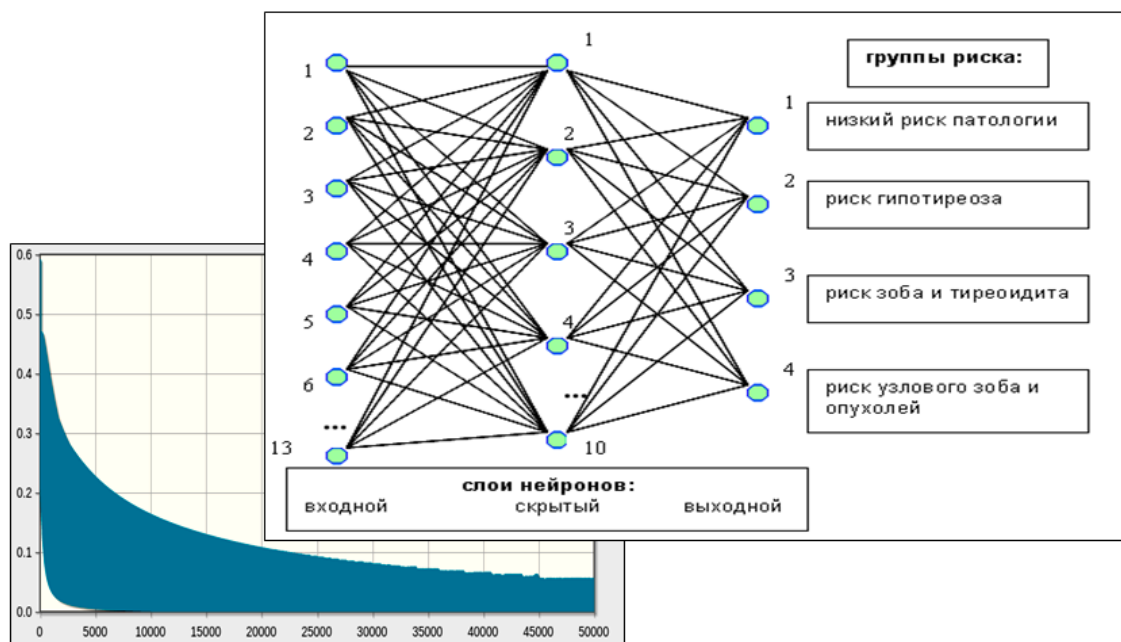 1
2
3
4
5
6
...
13
1
2
3
4
...
10
1
2
3
4
группы риска:
низкий риск патологии
риск гипотиреоза
риск зоба и тиреоидита
риск узлового зоба и
опухолей
слои нейронов:
входной скрытый выходной
0.6
0.5
0.4
0.3
0.2
0.1
0.0
0 5000 10000 15000 20000 25000 30000 35000 40000 45000 50000